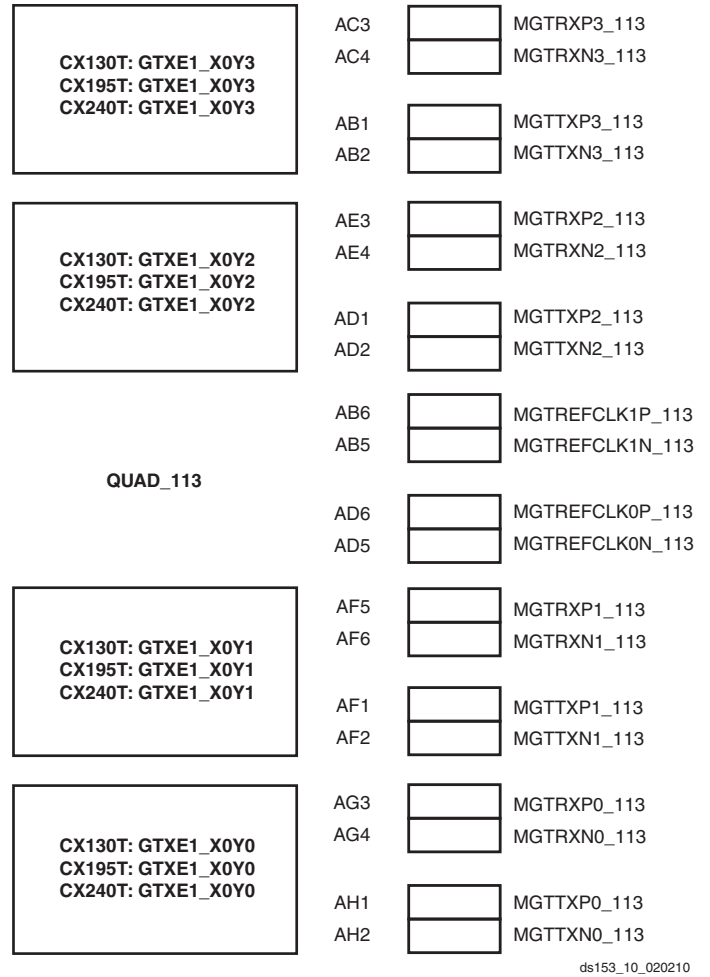 CX130T: GTXE1_X0Y3
CX195T: GTXE1_X0Y3
CX240T: GTXE1_X0Y3
AC3 MGTRXP3_113
AC4 MGTRXN3_113
AB1 MGTTXP3_113
AB2 MGTTXN3_113
CX130T: GTXE1_X0Y2
CX195T: GTXE1_X0Y2
CX240T: GTXE1_X0Y2
AE3 MGTRXP2_113
AE4 MGTRXN2_113
AD1 MGTTXP2_113
AD2 MGTTXN2_113
QUAD_113
AB6 MGTREFCLK1P_113
AB5 MGTREFCLK1N_113
AD6 MGTREFCLK0P_113
AD5 MGTREFCLK0N_113
CX130T: GTXE1_X0Y1
CX195T: GTXE1_X0Y1
CX240T: GTXE1_X0Y1
AF5 MGTRXP1_113
AF6 MGTRXN1_113
AF1 MGTTXP1_113
AF2 MGTTXN1_113
CX130T: GTXE1_X0Y0
CX195T: GTXE1_X0Y0
CX240T: GTXE1_X0Y0
AG3 MGTRXP0_113
AG4 MGTRXN0_113
AH1 MGTTXP0_113
AH2 MGTTXN0_113
ds153_10_020210